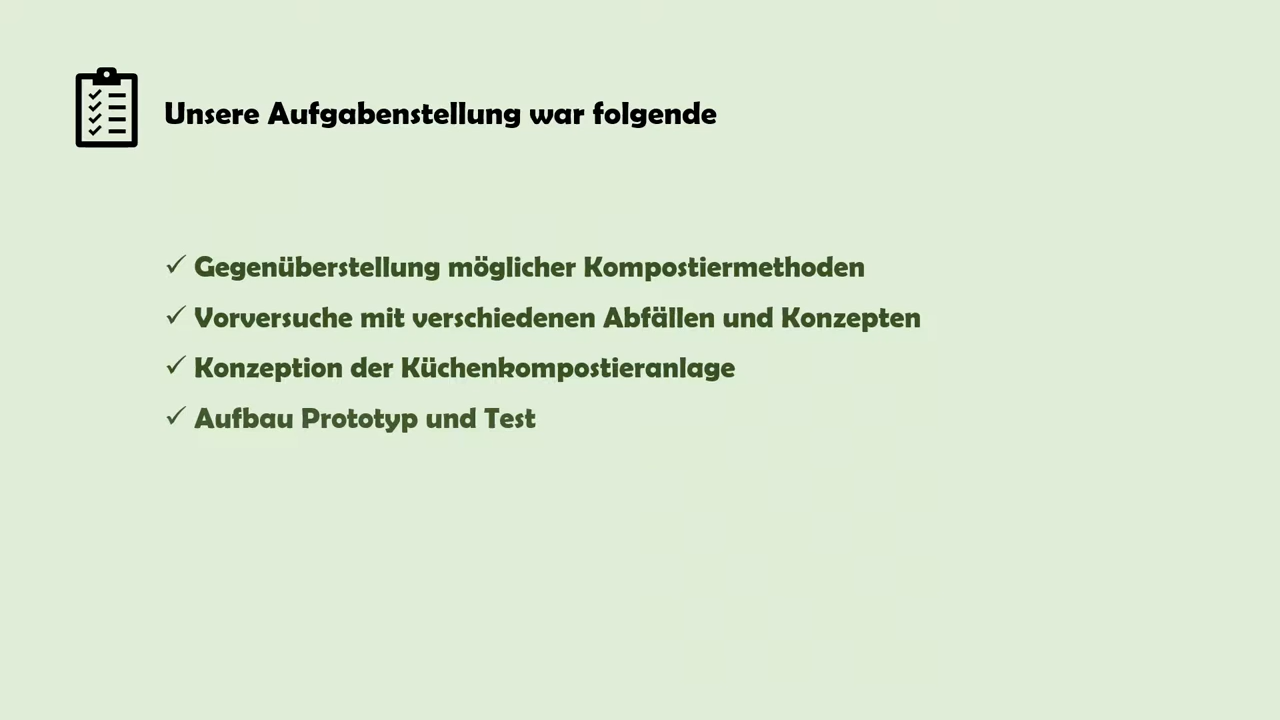 Unsere Aufgabenstellung war folgende
✓ Gegenüberstellung möglicher Kompostiermethoden
✓ Vorversuche mit verschiedenen Abfällen und Konzepten
✓ Konzeption der Küchenkompostieranlage
✓ Aufbau Prototyp und Test